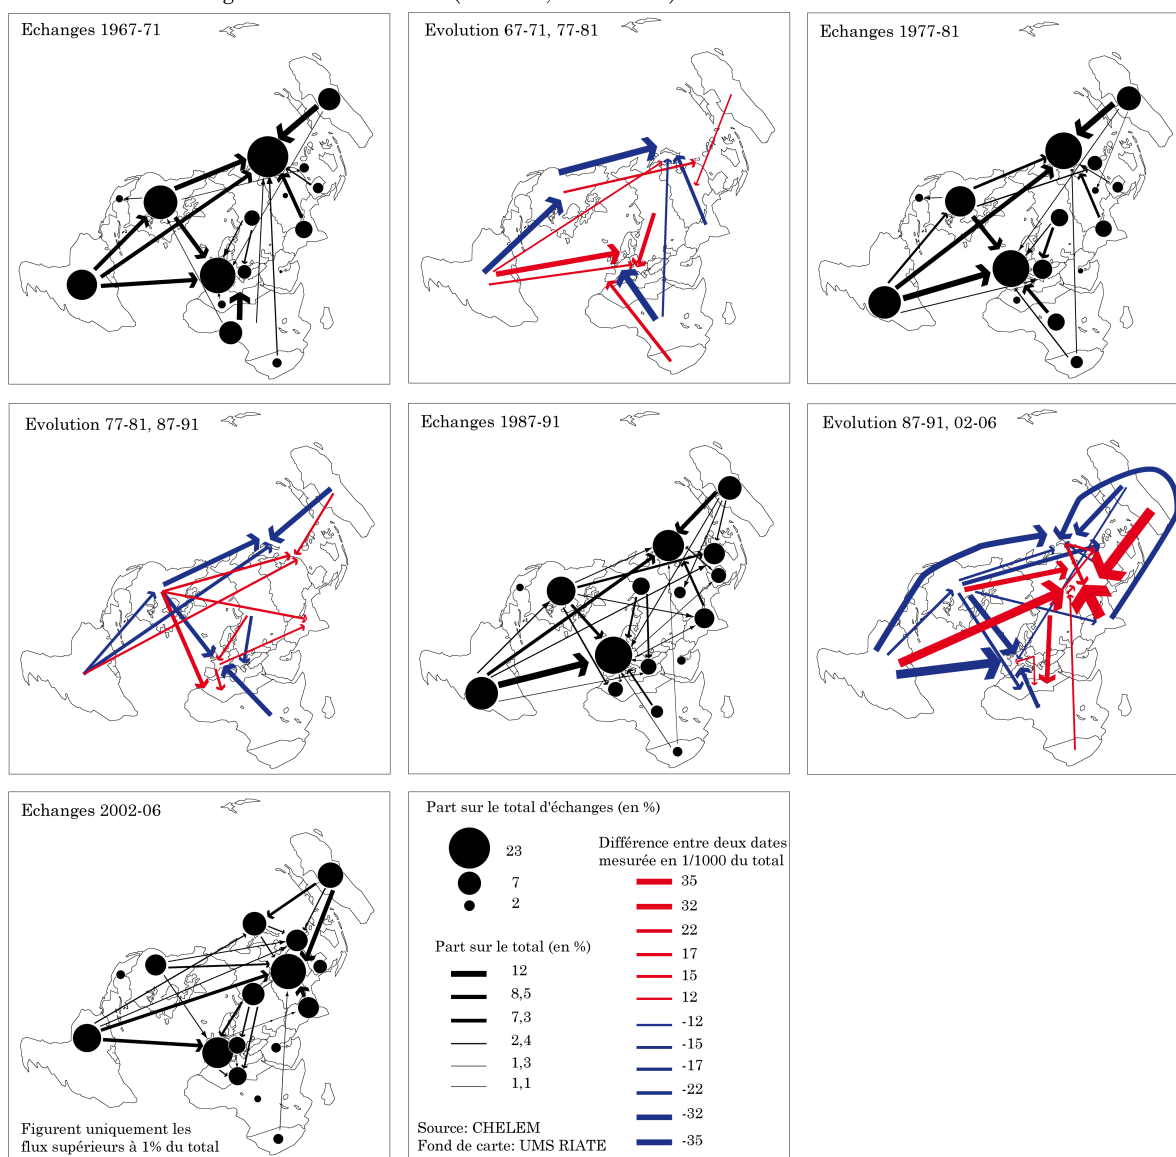 Echanges 1967-71
Evolution 67-71, 77-81
Echanges 1977-81
Evolution 77-81, 87-91
Echanges 1987-91
Evolution 87-91, 02-06
Echanges 2002-06
Figurent uniquement les
flux supérieurs à 1% du total
Part sur le total d'échanges (en %)
23
7
2
Part sur le total (en %)
12
8,5
7,3
2,4
1,3
1,1
Différence entre deux dates
mesurée en 1/1000 du total
35
32
22
17
15
12
-12
-15
-17
-22
-32
-35
Source: CHELEM
Fond de carte: UMS RIATE